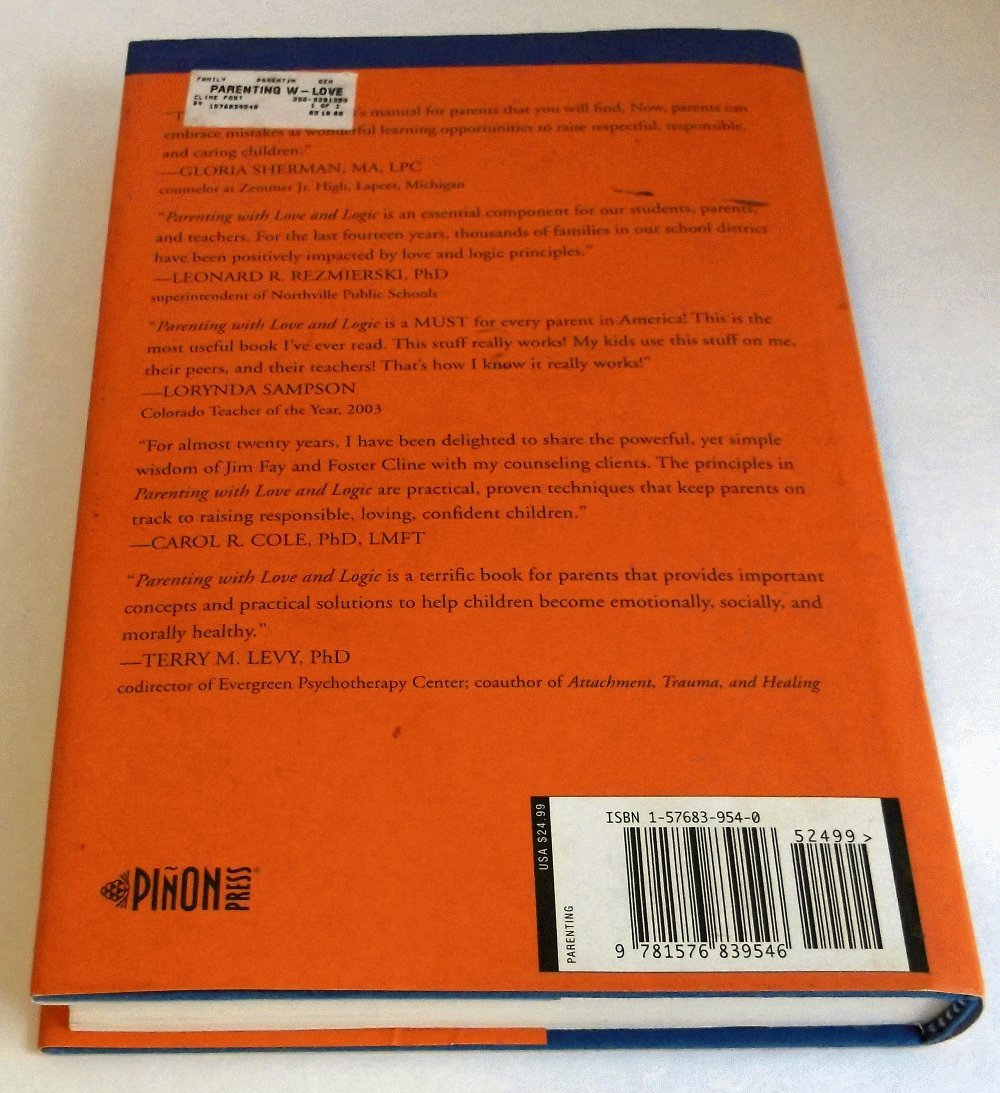 FAMILY PARENTIN GEN
PARENTING W-LOVE
CLINE FOST
1576839546 1 OF 1
's manual for parents that you will find. Now, parents can
embrace mistakes as wonderful learning opportunities to raise respectful, responsible,
and caring children.”
—GLORIA SHERMAN, MA, LPC
counselor at Zemmer Jr. High, Lapeer, Michigan
“Parenting with Love and Logic is an essential component for our students, parents,
and teachers. For the last fourteen years, thousands of families in our school district
have been positively impacted by love and logic principles.”
—LEONARD R. REZMIERSKI, PhD
superintendent of Northville Public Schools
“Parenting with Love and Logic is a MUST for every parent in America! This is the
most useful book I’ve ever read. This stuff really works! My kids use this stuff on me,
their peers, and their teachers! That’s how I know it really works!”
—LORYNDA SAMPSON
Colorado Teacher of the Year, 2003
“For almost twenty years, I have been delighted to share the powerful, yet simple
wisdom of Jim Fay and Foster Cline with my counseling clients. The principles in
Parenting with Love and Logic are practical, proven techniques that keep parents on
track to raising responsible, loving, confident children.”
—CAROL R. COLE, PhD, LMFT
“Parenting with Love and Logic is a terrific book for parents that provides important
concepts and practical solutions to help children become emotionally, socially, and
morally healthy.”
—TERRY M. LEVY, PhD
codirector of Evergreen Psychotherapy Center; coauthor of Attachment, Trauma, and Healing
PIÑON PRESS®
USA $24.99
PARENTING
ISBN 1-57683-954-0
52499>
9 781576 839546